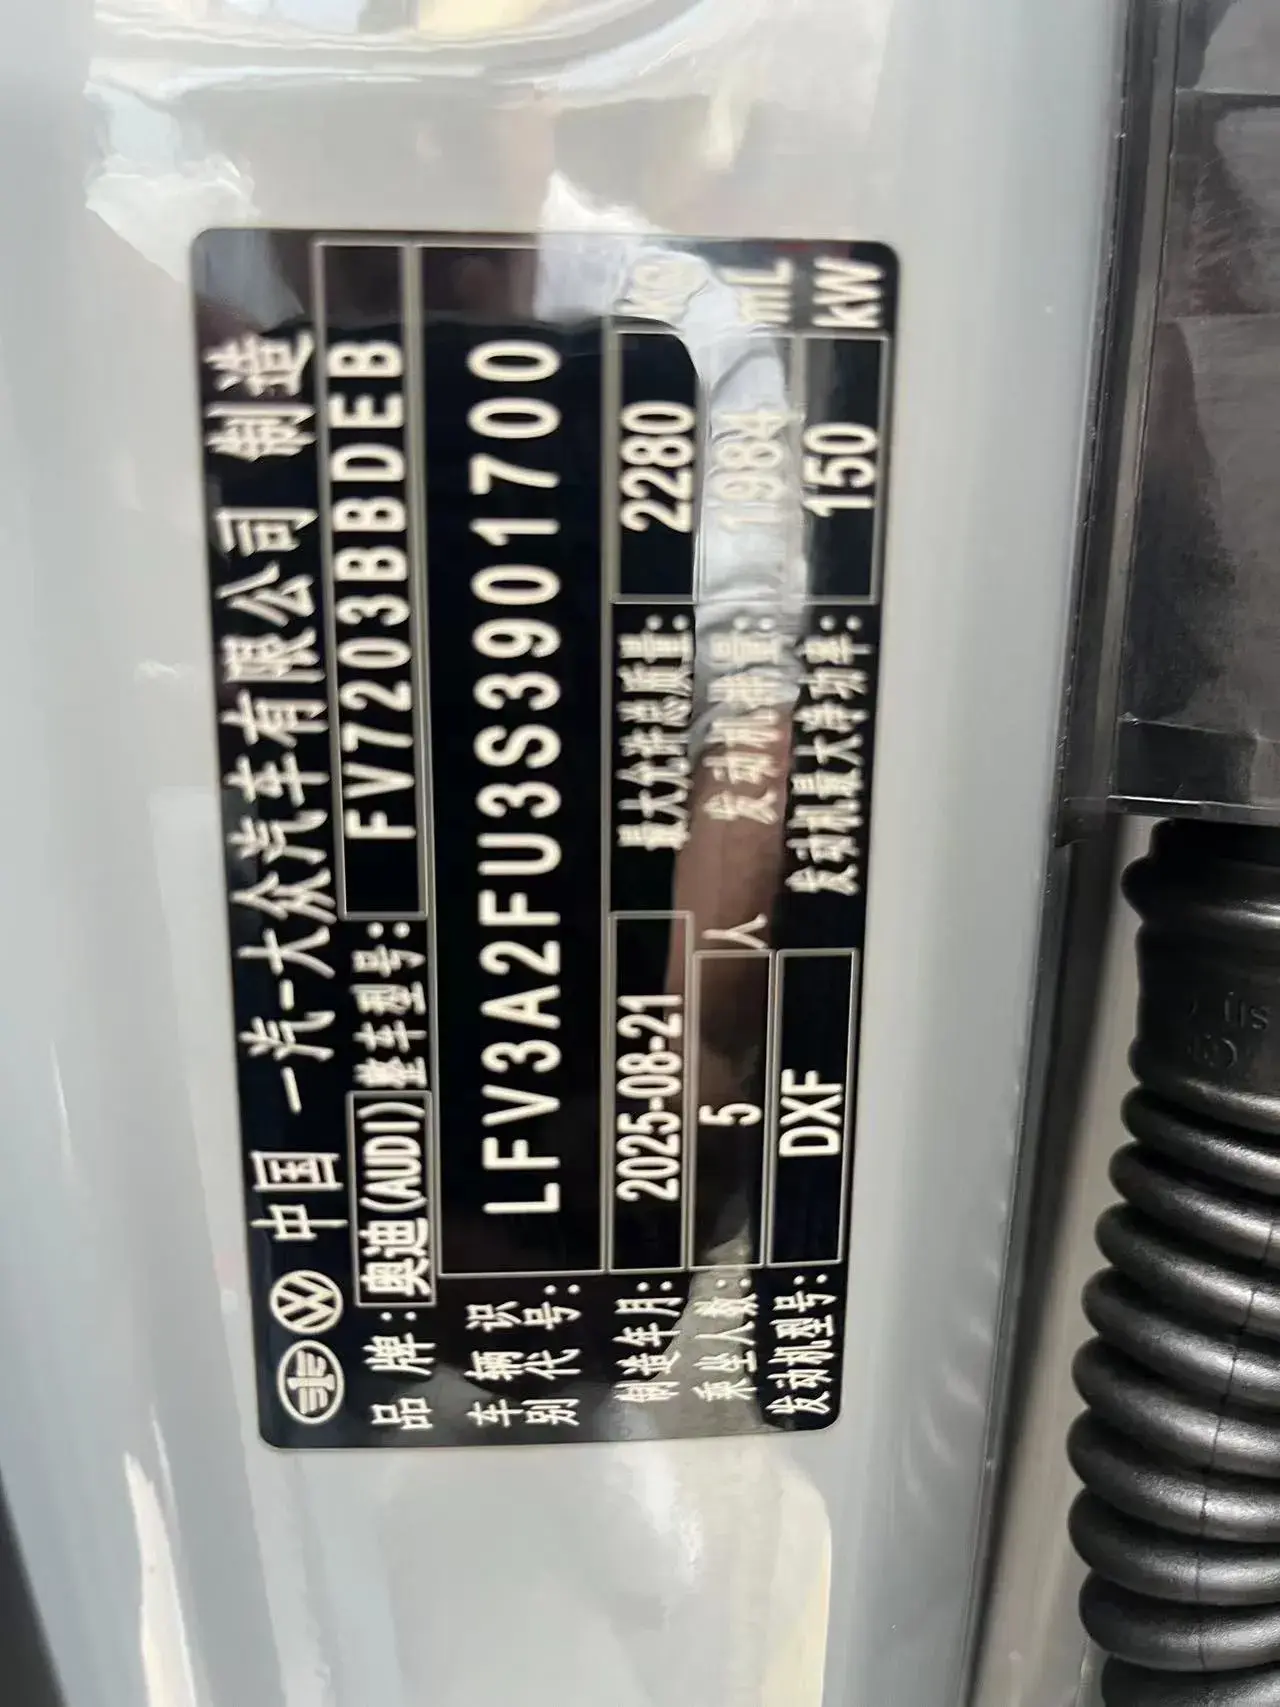 中国 一汽-大众汽车有限公司 制造
品牌: 奥迪(AUDI) 整车型号: FV7203BBDEB
车辆识别代号: LFV3A2FU3S3901700
制造年月: 2025-08-21 最大允许总质量: 2280 kg
乘坐人数: 5 人 发动机排量: 1984 mL
发动机型号: DXF 发动机最大净功率: 150 kW